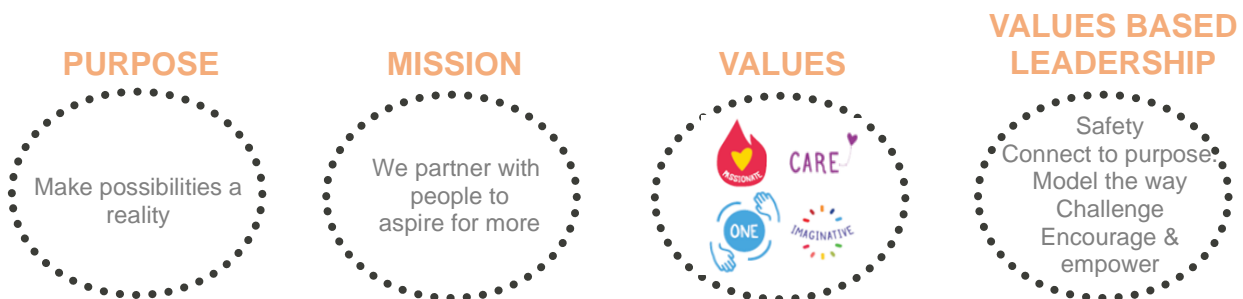 PURPOSE
Make possibilities a
reality
MISSION
We partner with
people to
aspire for more
VALUES
PASSIONATE
CARE
ONE
IMAGINATIVE
VALUES BASED
LEADERSHIP
Safety
Connect to purpose.
Model the way
Challenge
Encourage &
empower